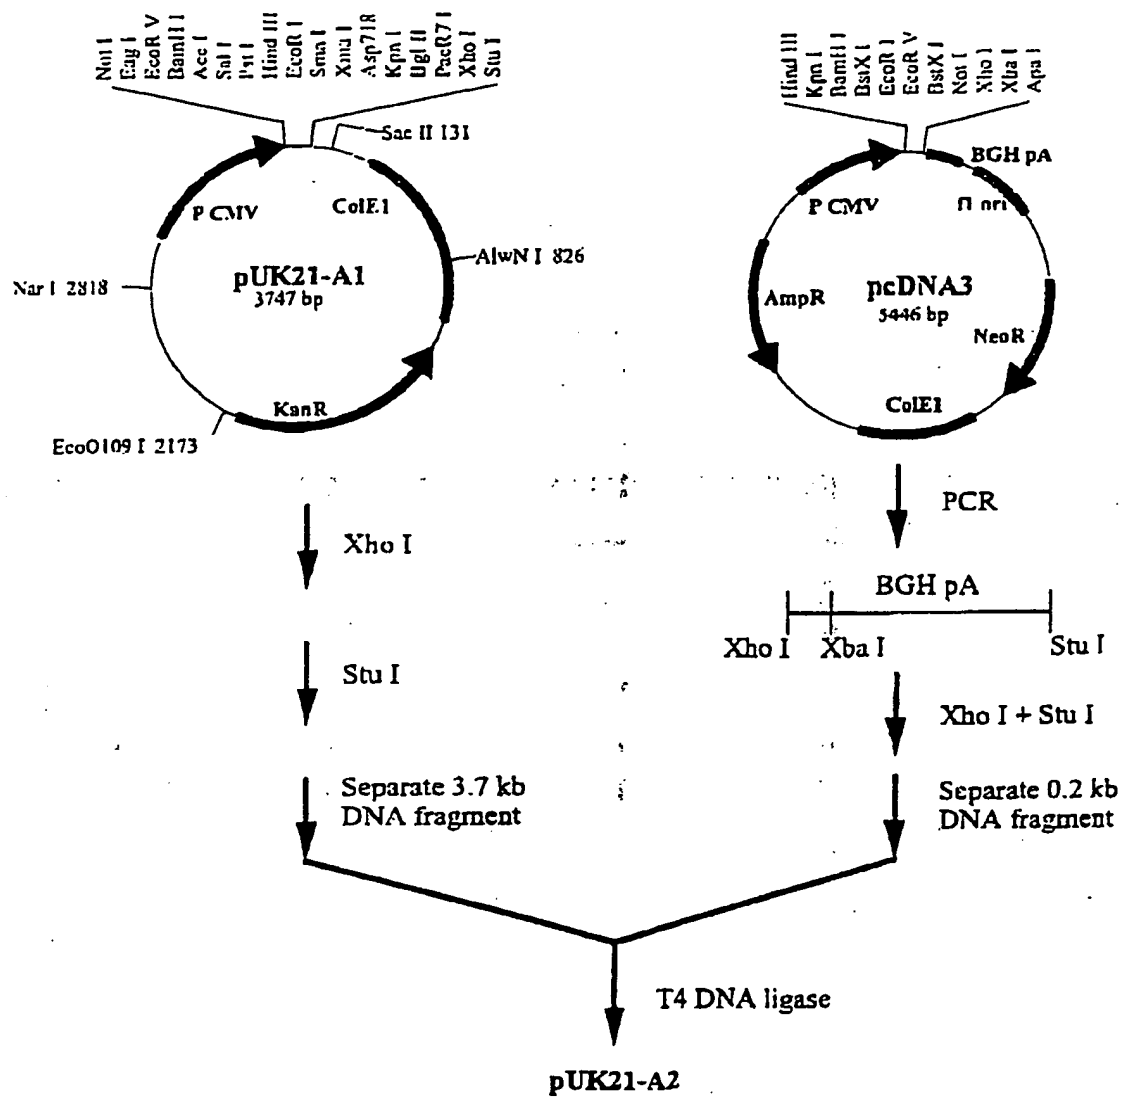 Not I
Eag I
EcoR V
BamH I
Acc I
Sal I
Pst I
Hind III
EcoR I
Sma I
Xma I
Asp718
Kpn I
Bgl II
PaeR7 I
Xho I
Stu I
Sac II 131
P CMV
ColE1
AlwN I 826
pUK21-A1
3747 bp
Nar I 2818
KanR
EcoO109 I 2173
Hind III
Kpn I
BamH I
BstX I
EcoR I
EcoR V
BstX I
Not I
Xho I
Xba I
Apa I
BGH pA
P CMV
f1 ori
AmpR
pcDNA3
5446 bp
NeoR
ColE1
Xho I
Stu I
Separate 3.7 kb
DNA fragment
PCR
BGH pA
Xho I
Xba I
Stu I
Xho I + Stu I
Separate 0.2 kb
DNA fragment
T4 DNA ligase
pUK21-A2